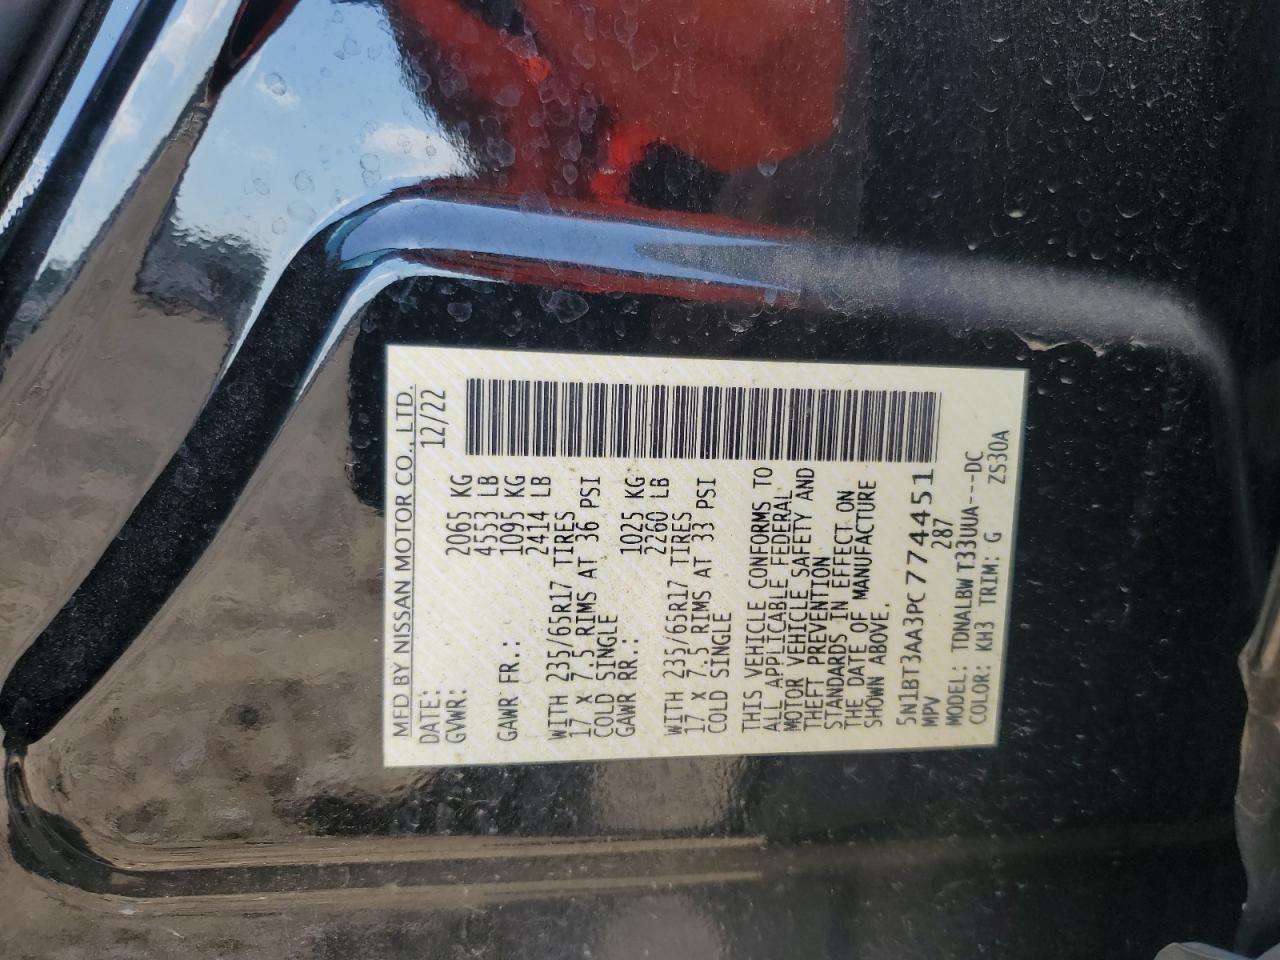 MFD BY NISSAN MOTOR CO., LTD.
DATE: 12/22
GVWR: 2065 KG
4553 LB
GAWR FR.: 1095 KG
2414 LB
WITH 235/65R17 TIRES
17 X 7.5 RIMS AT 36 PSI
COLD SINGLE
GAWR RR.: 1025 KG
2260 LB
WITH 235/65R17 TIRES
17 X 7.5 RIMS AT 33 PSI
COLD SINGLE
THIS VEHICLE CONFORMS TO
ALL APPLICABLE FEDERAL
MOTOR VEHICLE SAFETY AND
THEFT PREVENTION
STANDARDS IN EFFECT ON
THE DATE OF MANUFACTURE
SHOWN ABOVE.
5N1BT3AA3PC774451
MPV 287
MODEL: TDNALBW T33UUA---DC
COLOR: KH3 TRIM: G ZS30A